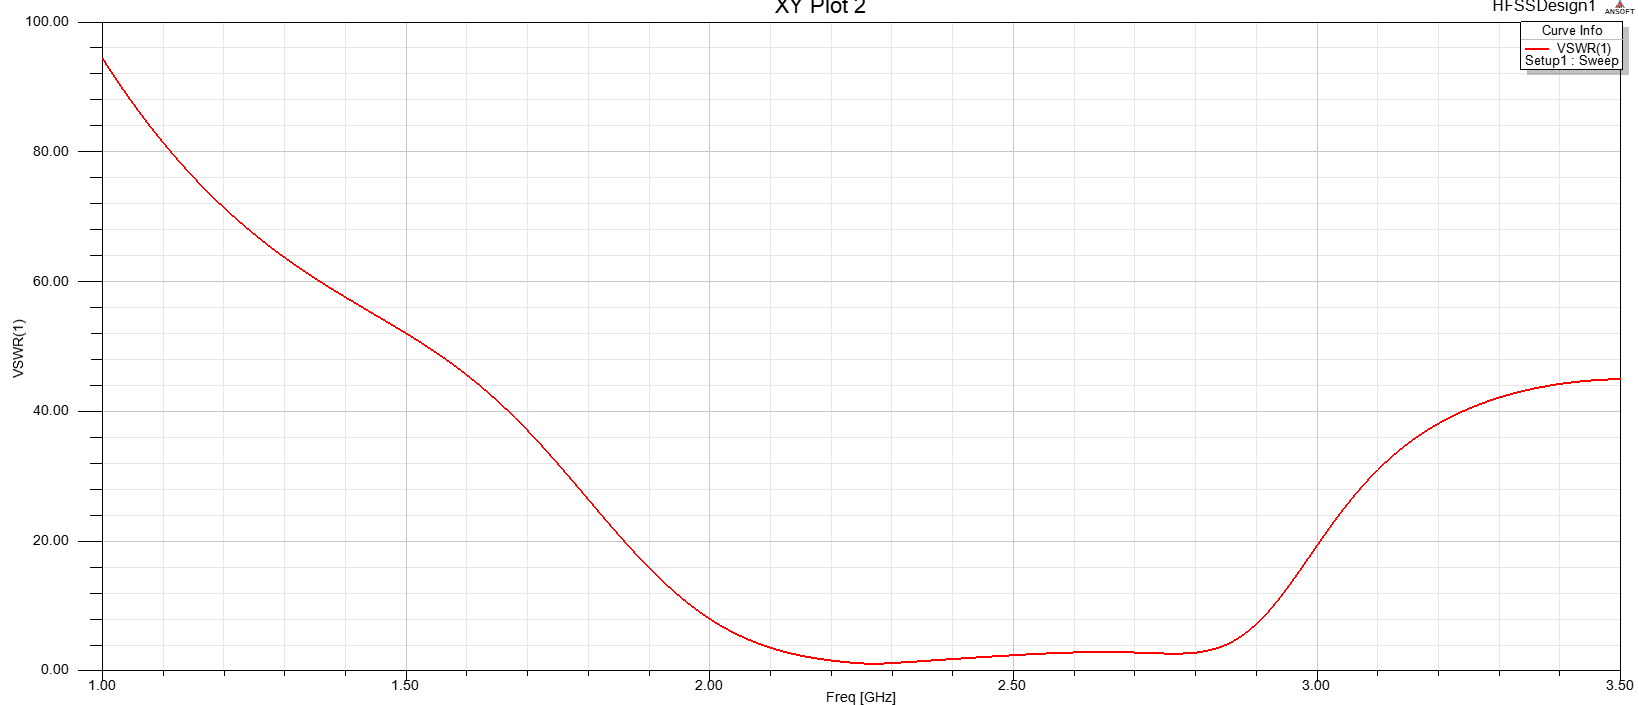 XY Plot 2
HFSSDesign1
ANSOFT
Curve Info
VSWR(1)
Setup1 : Sweep
100.00
80.00
60.00
40.00
20.00
0.00
VSWR(1)
1.00
1.50
2.00
2.50
3.00
3.50
Freq [GHz]